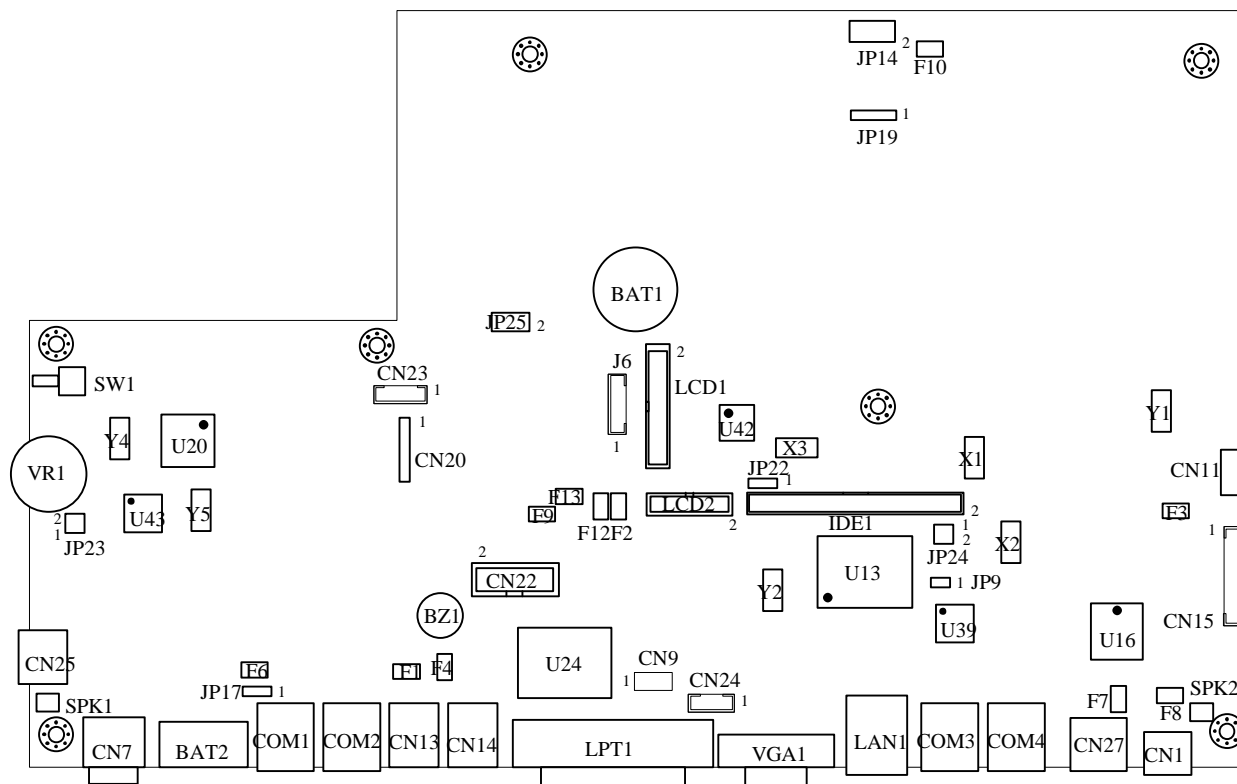 JP14
2
F10
1
JP19
BAT1
JP25
2
SW1
CN23
1
J6
1
2
LCD1
U42
Y1
Y4
U20
1
CN20
X3
X1
CN11
VR1
JP22
1
U43
Y5
F13
F9
F12
F2
LCD2
2
IDE1
2
F3
2
1
JP23
1
2
JP24
X2
1
CN15
2
CN22
U13
1
JP9
Y2
BZ1
U39
U16
CN25
F6
F1
F4
U24
CN9
1
JP17
1
CN24
1
SPK1
F7
F8
SPK2
CN7
BAT2
COM1
COM2
CN13
CN14
LPT1
VGA1
LAN1
COM3
COM4
CN27
CN1